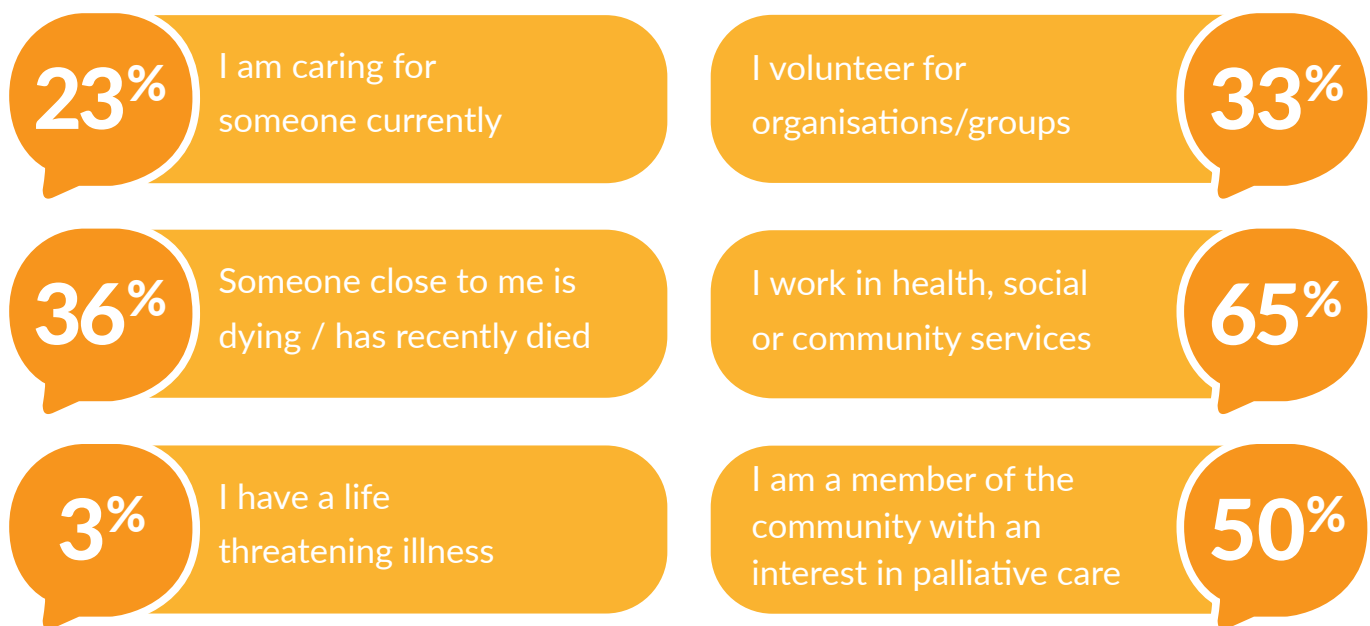 23%
I am caring for
someone currently
I volunteer for
organisations/groups
33%
36%
Someone close to me is
dying / has recently died
I work in health, social
or community services
65%
3%
I have a life
threatening illness
I am a member of the
community with an
interest in palliative care
50%